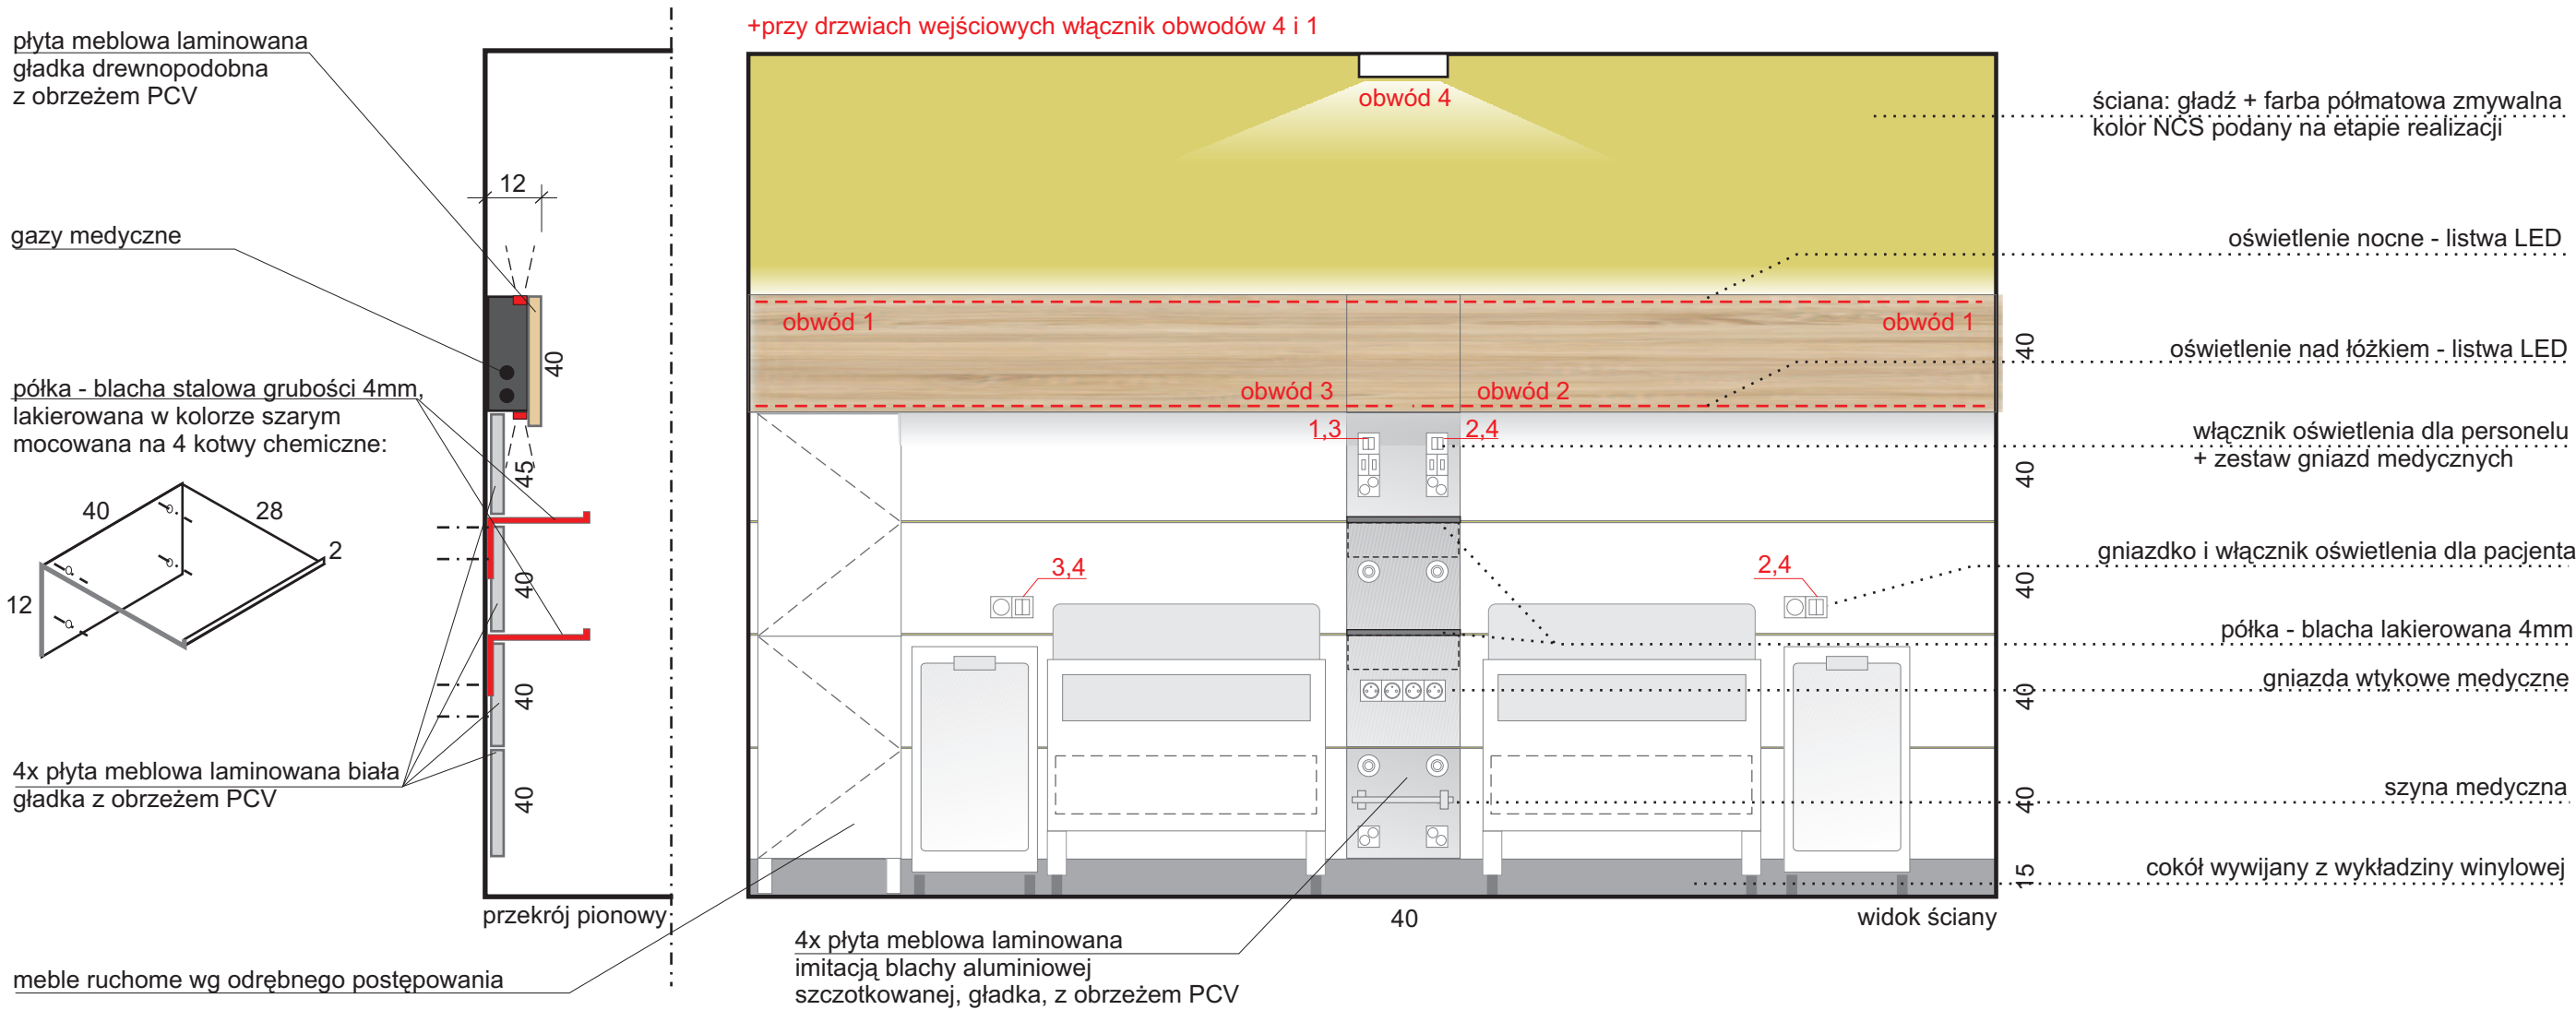 płyta meblowa laminowana
gładka drewnopodobna
z obrzeżem PCV
gazy medyczne
półka - blacha stalowa grubości 4mm,
lakierowana w kolorze szarym
mocowana na 4 kotwy chemiczne:
40
28
2
12
4x płyta meblowa laminowana biała
gładka z obrzeżem PCV
meble ruchome wg odrębnego postępowania
12
40
45
40
40
40
przekrój pionowy
+przy drzwiach wejściowych włącznik obwodów 4 i 1
obwód 4
obwód 1
obwód 1
obwód 3
obwód 2
1,3
2,4
3,4
2,4
40
widok ściany
4x płyta meblowa laminowana
imitacją blachy aluminiowej
szczotkowanej, gładka, z obrzeżem PCV
40
40
40
40
40
15
ściana: gładź + farba półmatowa zmywalna
kolor NCS podany na etapie realizacji
oświetlenie nocne - listwa LED
oświetlenie nad łóżkiem - listwa LED
włącznik oświetlenia dla personelu
+ zestaw gniazd medycznych
gniazdko i włącznik oświetlenia dla pacjenta
półka - blacha lakierowana 4mm
gniazda wtykowe medyczne
szyna medyczna
cokół wywijany z wykładziny winylowej